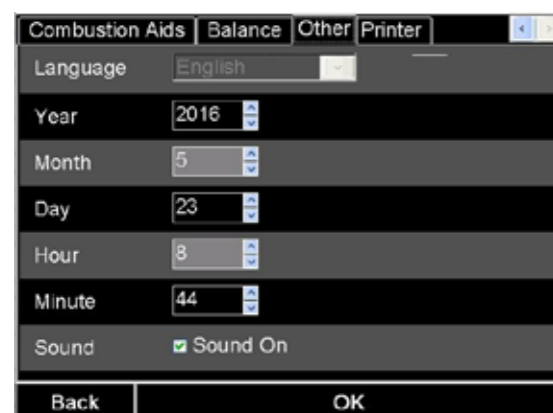 Combustion Aids Balance Other Printer
Language English
Year 2016
Month 5
Day 23
Hour 8
Minute 44
Sound Sound On
Back OK